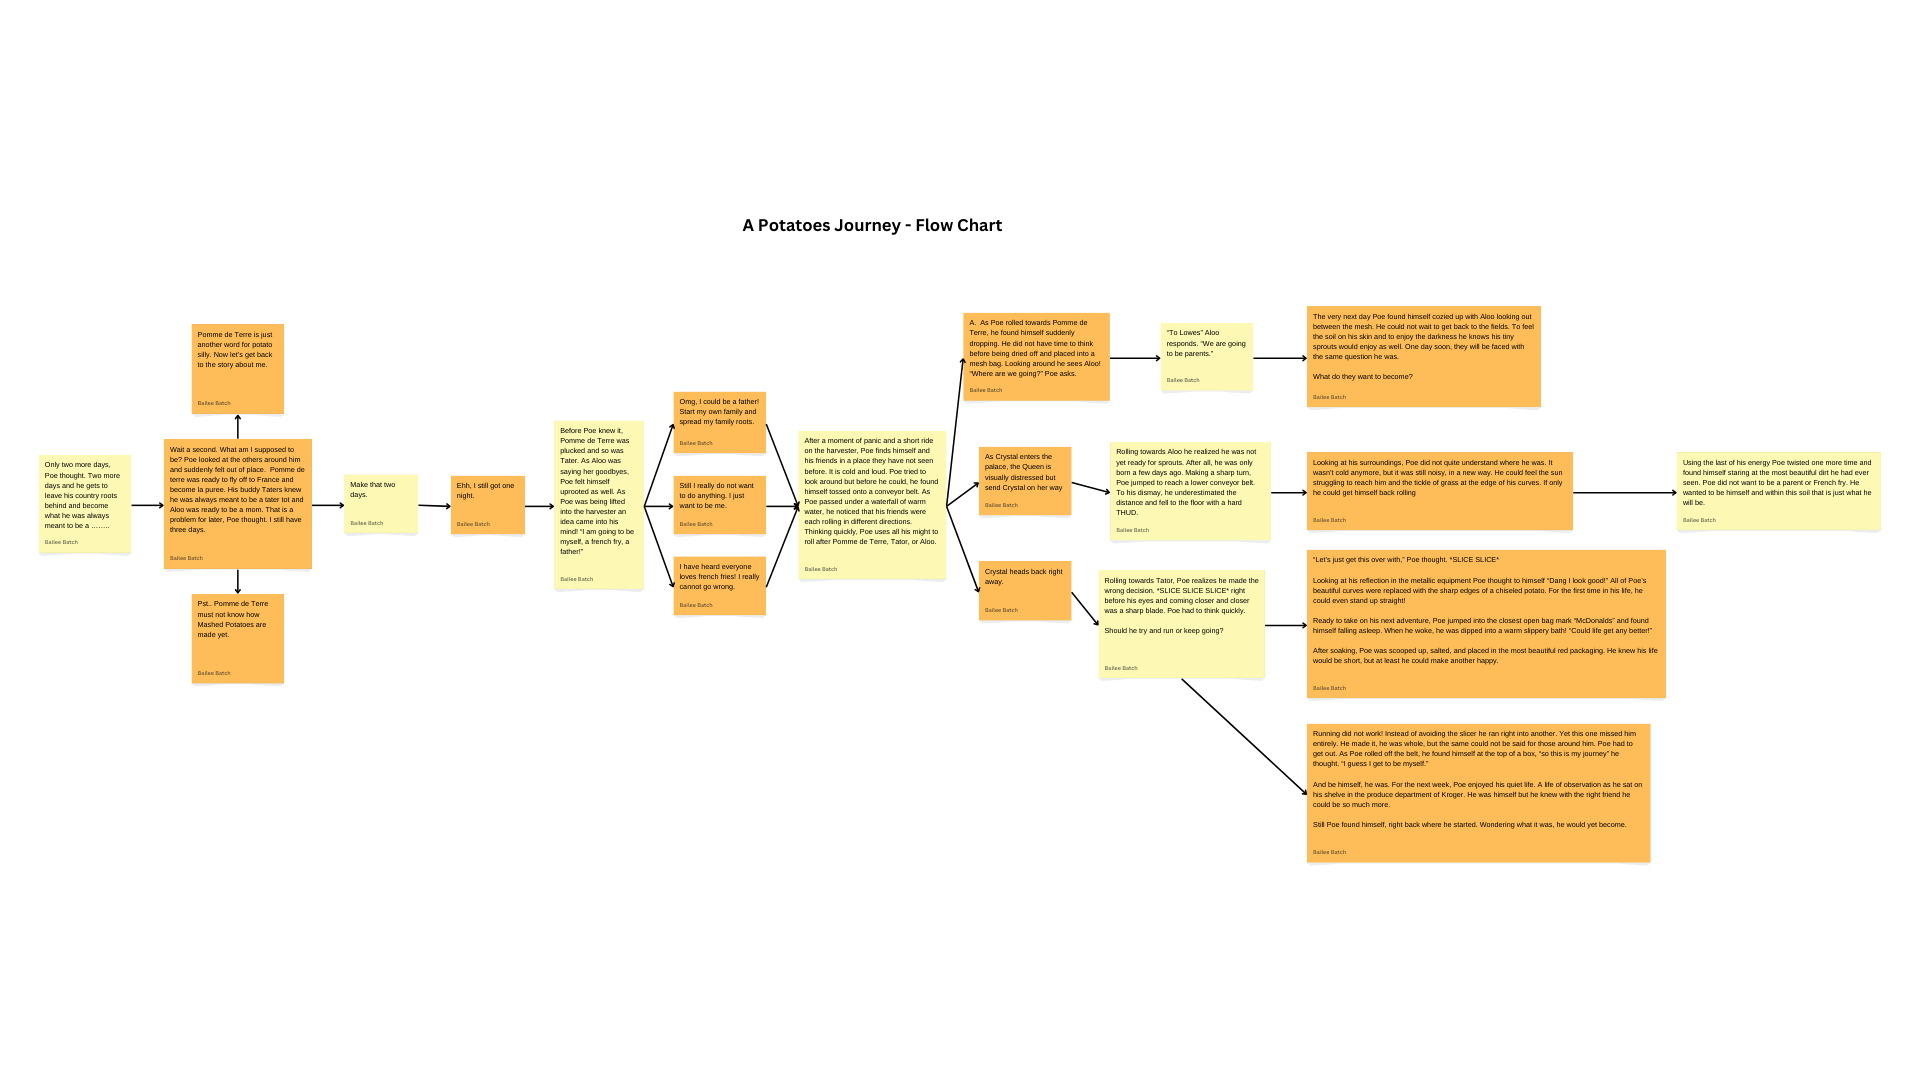 A Potatoes Journey - Flow Chart
Pomme de Terre is just
another word for potato
silly. Now let's get back
to the story about me.
Bailee Batch
Only two more days,
Poe thought. Two more
days and he gets to
leave his country roots
behind and become
what he was always
meant to be a ........
Bailee Batch
Wait a second. What am I supposed to
be? Poe looked at the others around him
and suddenly felt out of place.  Pomme de
terre was ready to fly off to France and
become la puree. His buddy Taters knew
he was always meant to be a tater tot and
Aloo was ready to be a mom. That is a
problem for later, Poe thought. I still have
three days.
Bailee Batch
Pst.. Pomme de Terre
must not know how
Mashed Potatoes are
made yet.
Bailee Batch
Make that two
days.
Bailee Batch
Ehh, I still got one
night.
Bailee Batch
Before Poe knew it,
Pomme de Terre was
plucked and so was
Tater. As Aloo was
saying her goodbyes,
Poe felt himself
uprooted as well. As
Poe was being lifted
into the harvester an
idea came into his
mind! "I am going to be
myself, a french fry, a
father!"
Bailee Batch
Omg, I could be a father!
Start my own family and
spread my family roots.
Bailee Batch
Still I really do not want
to do anything. I just
want to be me.
Bailee Batch
I have heard everyone
loves french fries! I really
cannot go wrong.
Bailee Batch
After a moment of panic and a short ride
on the harvester, Poe finds himself and
his friends in a place they have not seen
before. It is cold and loud. Poe tried to
look around but before he could, he found
himself tossed onto a conveyor belt. As
Poe passed under a waterfall of warm
water, he noticed that his friends were
each rolling in different directions.
Thinking quickly, Poe uses all his might to
roll after Pomme de Terre, Tator, or Aloo.
Bailee Batch
A.  As Poe rolled towards Pomme de
Terre, he found himself suddenly
dropping. He did not have time to think
before being dried off and placed into a
mesh bag. Looking around he sees Aloo!
"Where are we going?" Poe asks.
Bailee Batch
"To Lowes" Aloo
responds. "We are going
to be parents."
Bailee Batch
The very next day Poe found himself cozied up with Aloo looking out
between the mesh. He could not wait to get back to the fields. To feel
the soil on his skin and to enjoy the darkness he knows his tiny
sprouts would enjoy as well. One day soon, they will be faced with
the same question he was.
What do they want to become?
Bailee Batch
As Crystal enters the
palace, the Queen is
visually distressed but
send Crystal on her way
Bailee Batch
Rolling towards Aloo he realized he was not
yet ready for sprouts. After all, he was only
born a few days ago. Making a sharp turn,
Poe jumped to reach a lower conveyor belt.
To his dismay, he underestimated the
distance and fell to the floor with a hard
THUD.
Bailee Batch
Looking at his surroundings, Poe did not quite understand where he was. It
wasn't cold anymore, but it was still noisy, in a new way. He could feel the sun
struggling to reach him and the tickle of grass at the edge of his curves. If only
he could get himself back rolling
Bailee Batch
Using the last of his energy Poe twisted one more time and
found himself staring at the most beautiful dirt he had ever
seen. Poe did not want to be a parent or French fry. He
wanted to be himself and within this soil that is just what he
will be.
Bailee Batch
Crystal heads back right
away.
Bailee Batch
Rolling towards Tator, Poe realizes he made the
wrong decision. *SLICE SLICE SLICE* right
before his eyes and coming closer and closer
was a sharp blade. Poe had to think quickly.
Should he try and run or keep going?
Bailee Batch
"Let's just get this over with," Poe thought. *SLICE SLICE*
Looking at his reflection in the metallic equipment Poe thought to himself "Dang I look good!" All of Poe's
beautiful curves were replaced with the sharp edges of a chiseled potato. For the first time in his life, he
could even stand up straight!
Ready to take on his next adventure, Poe jumped into the closest open bag mark "McDonalds" and found
himself falling asleep. When he woke, he was dipped into a warm slippery bath! "Could life get any better!"
After soaking, Poe was scooped up, salted, and placed in the most beautiful red packaging. He knew his life
would be short, but at least he could make another happy.
Bailee Batch
Running did not work! Instead of avoiding the slicer he ran right into another. Yet this one missed him
entirely. He made it, he was whole, but the same could not be said for those around him. Poe had to
get out. As Poe rolled off the belt, he found himself at the top of a box, "so this is my journey" he
thought. "I guess I get to be myself."
And be himself, he was. For the next week, Poe enjoyed his quiet life. A life of observation as he sat on
his shelve in the produce department of Kroger. He was himself but he knew with the right friend he
could be so much more.
Still Poe found himself, right back where he started. Wondering what it was, he would yet become.
Bailee Batch